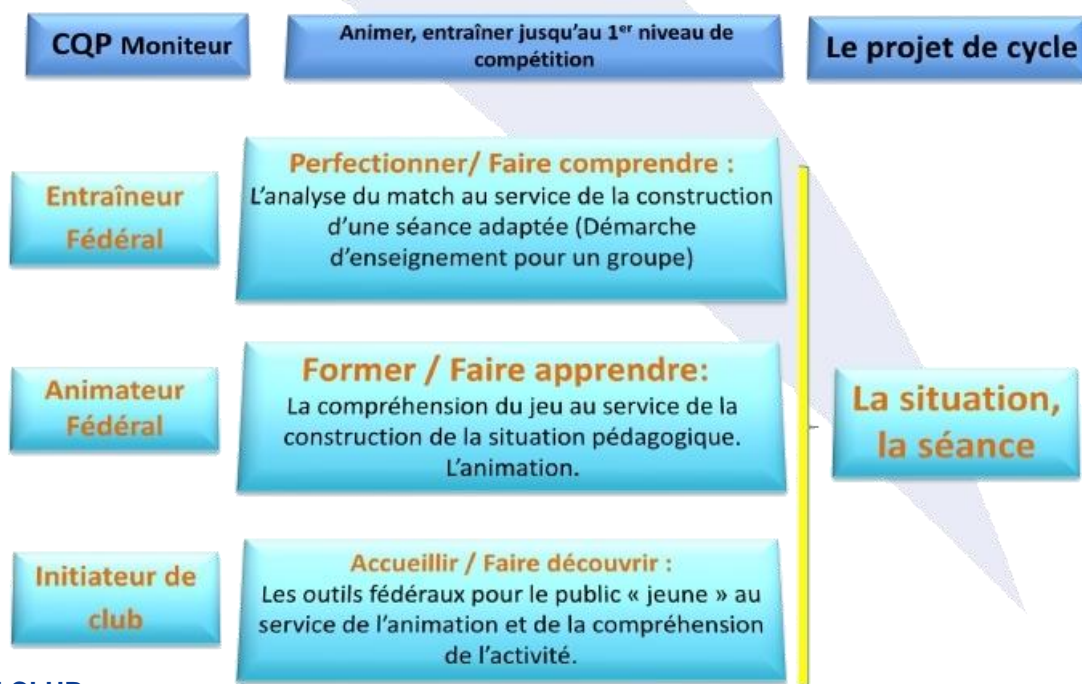 CQP Moniteur
Animer, entraîner jusqu'au 1er niveau de
compétition
Le projet de cycle
Entraîneur
Fédéral
Perfectionner/ Faire comprendre :
L'analyse du match au service de la construction
d'une séance adaptée (Démarche
d'enseignement pour un groupe)
Animateur
Fédéral
Former / Faire apprendre:
La compréhension du jeu au service de la
construction de la situation pédagogique.
L'animation.
La situation,
la séance
Initiateur de
club
Accueillir / Faire découvrir :
Les outils fédéraux pour le public « jeune » au
service de l'animation et de la compréhension
de l'activité.